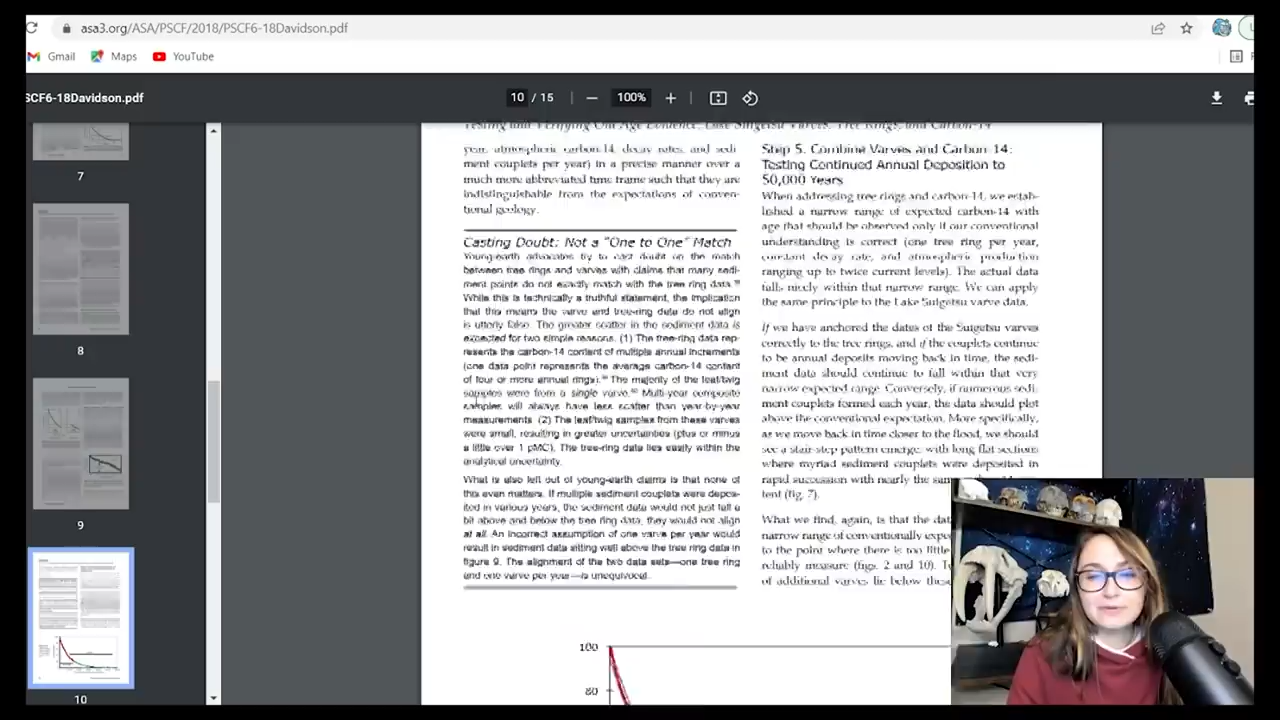 asa3.org/ASA/PSCF/2018/PSCF6-18Davidson.pdf
Gmail
Maps
YouTube
SCF6-18Davidson.pdf
10 / 15
100%
7
8
9
10
Testing and Verifying Old Age Evidence: Lake Suigetsu Varves, Tree Rings, and Carbon-14
year, atmospheric carbon-14, decay rates, and sedi-
ment couplets per year) in a precise manner over a
much more abbreviated time frame such that they are
indistinguishable from the expectations of conven-
tional geology.
Casting Doubt: Not a "One to One" Match
Young-earth advocates try to cast doubt on the match
between tree rings and varves with claims that many sedi-
ment points do not exactly match with the tree ring data.
While this is technically a truthful statement, the implication
that this means the varve and tree-ring data do not align
is utterly false. The greater scatter in the sediment data is
expected for two simple reasons. (1) The tree-ring data rep-
resents the carbon-14 content of multiple annual increments
(one data point represents the average carbon-14 content
of four or more annual rings). The majority of the leaf/twig
samples were from a single varve. Multi-year composite
samples will always have less scatter than year-by-year
measurements. (2) The leaf/twig samples from these varves
were small, resulting in greater uncertainties (plus or minus
a little over 1 pMC). The tree-ring data lies easily within the
analytical uncertainty.
What is also left out of young-earth claims is that none of
this even matters. If multiple sediment couplets were depos-
ited in various years, the sediment data would not just fall a
bit above and below the tree ring data, they would not align
at all. An incorrect assumption of one varve per year would
result in sediment data sitting well above the tree ring data in
figure 9. The alignment of the two data sets—one tree ring
and one varve per year—is unequivocal.
Step 5. Combine Varves and Carbon-14:
Testing Continued Annual Deposition to
50,000 Years
When addressing tree rings and carbon-14, we estab-
lished a narrow range of expected carbon-14 with
age that should be observed only if our conventional
understanding is correct (one tree ring per year,
constant decay rate, and atmospheric production
ranging up to twice current levels). The actual data
falls nicely within that narrow range. We can apply
the same principle to the Lake Suigetsu varve data.
If we have anchored the dates of the Suigetsu varves
correctly to the tree rings, and if the couplets continue
to be annual deposits moving back in time, the sedi-
ment data should continue to fall within that very
narrow expected range. Conversely, if numerous sedi-
ment couplets formed each year, the data should plot
above the conventional expectation. More specifically,
as we move back in time closer to the flood, we should
see a stair-step pattern emerge, with long flat sections
where myriad sediment couplets were deposited in
rapid succession with nearly the sam
tent (fig. 7).
What we find, again, is that the dat
narrow range of conventionally expe
to the point where there is too little
reliably measure (figs. 2 and 10). T
of additional varves lie below these
100
80